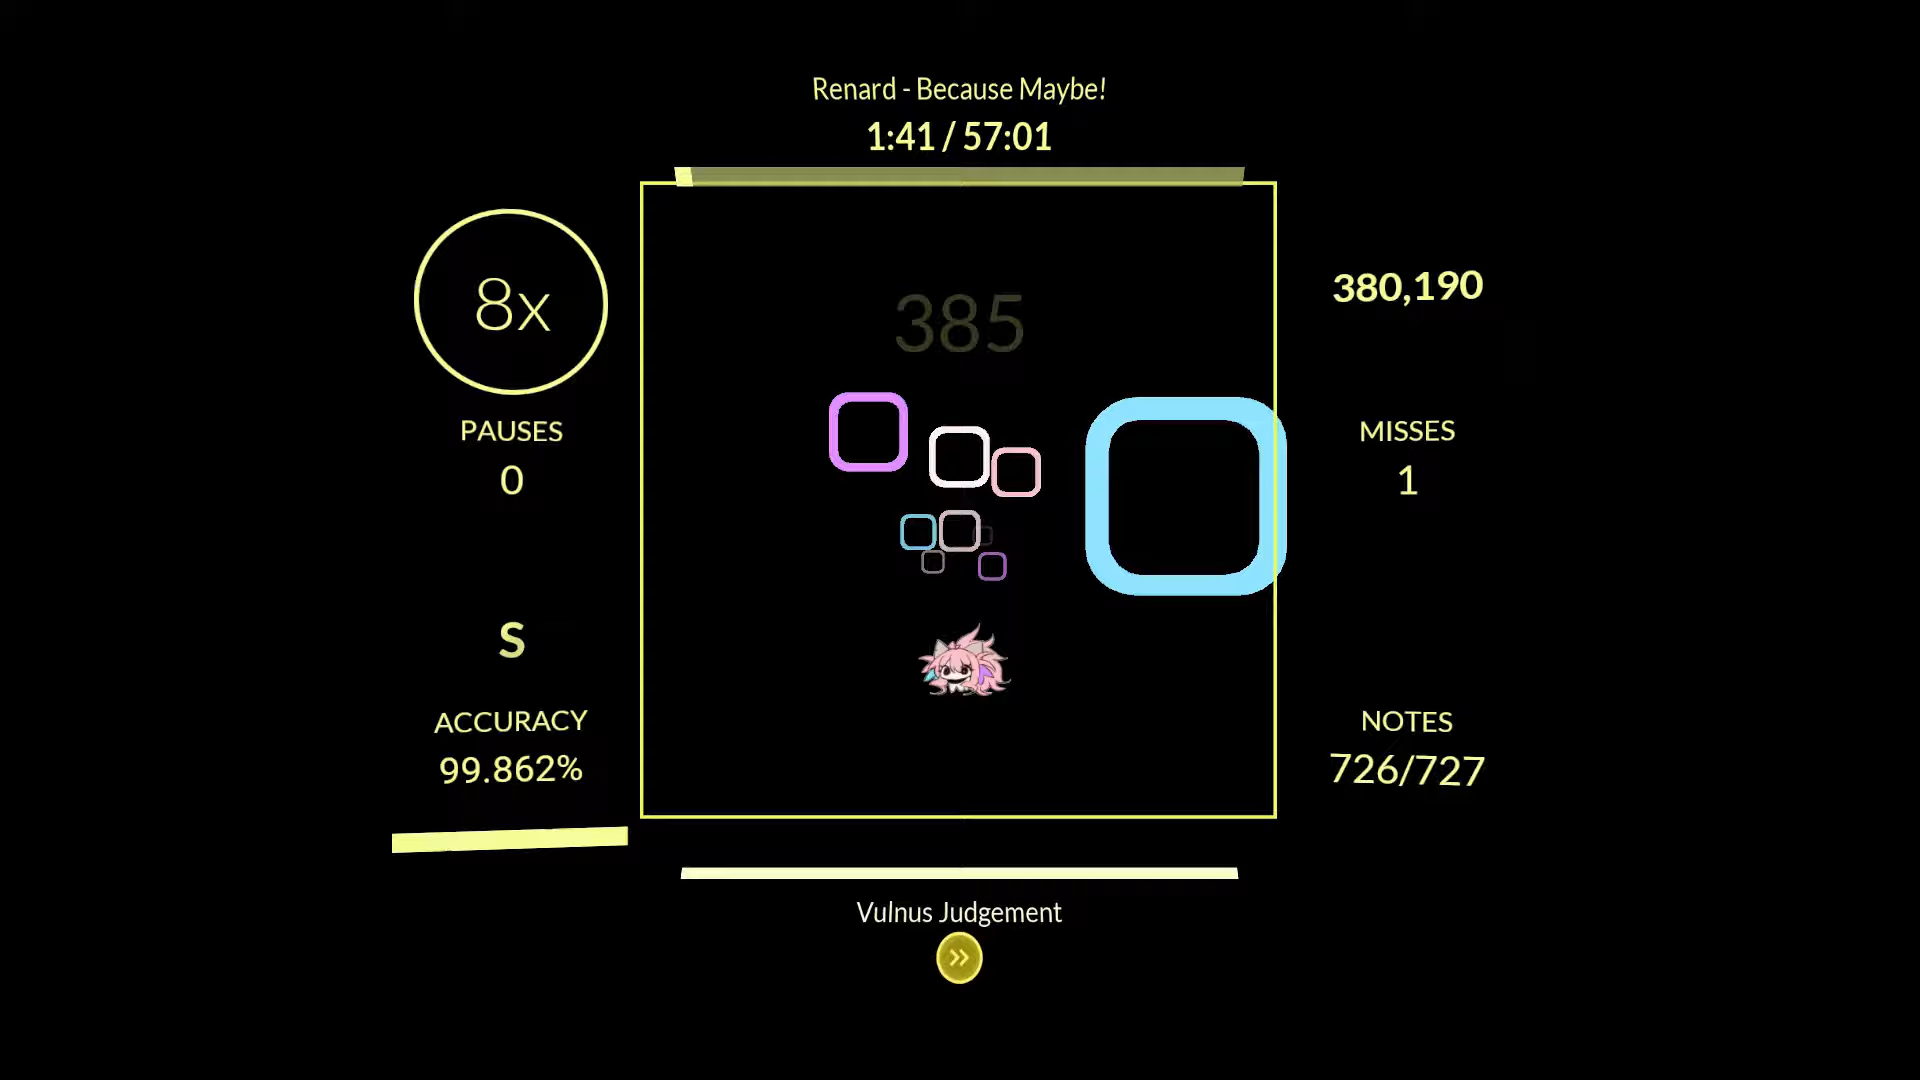 Renard - Because Maybe!
1:41 / 57:01
8x
385
380,190
PAUSES
0
MISSES
1
S
ACCURACY
99.862%
NOTES
726/727
Vulnus Judgement